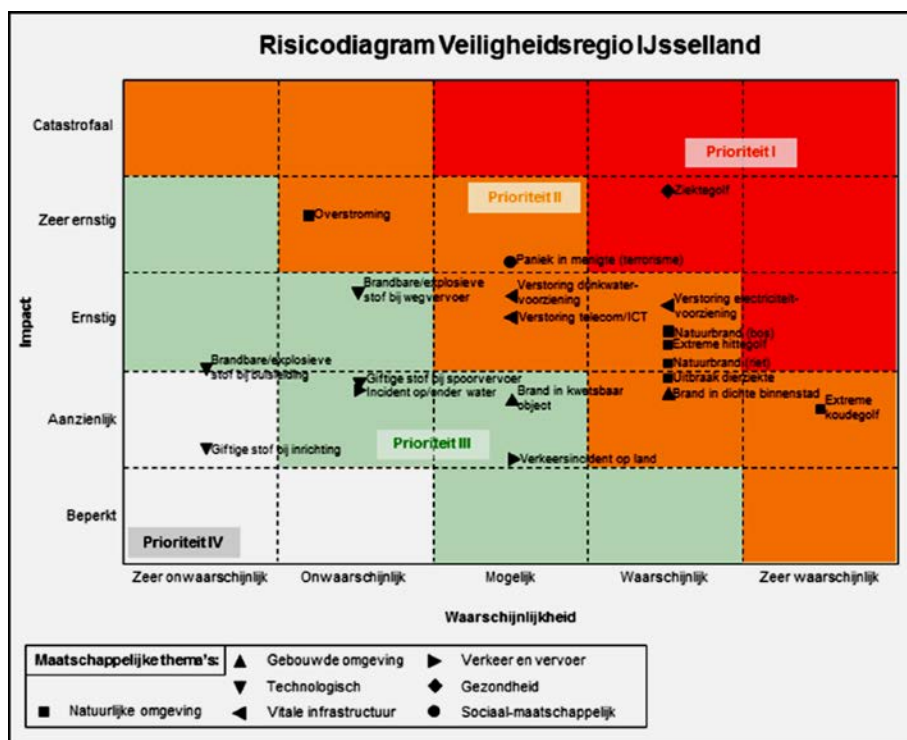 Risicodiagram Veiligheidsregio IJsselland
Impact
Catastrofaal
Prioriteit I
Zeer ernstig
Prioriteit II
Ziektegolf
Overstroming
Paniek in menigte (terrorisme)
Ernstig
Brandbare/explosieve
stof bij wegvervoer
Verstoring drinkwater-
voorziening
Verstoring telecom/ICT
Verstoring electriciteit-
voorziening
Natuurbrand (bos)
Extreme hittegolf
Natuurbrand (riet)
Brandbare/explosieve
stof bij buisleiding
Aanzienlijk
Giftige stof bij spoorvervoer
Incident op/onder water
Brand in kwetsbaar
object
Uitbraak dierziekte
Brand in dichte binnenstad
Extreme
koudegolf
Giftige stof bij inrichting
Prioriteit III
Verkeersincident op land
Beperkt
Prioriteit IV
Zeer onwaarschijnlijk
Onwaarschijnlijk
Mogelijk
Waarschijnlijk
Zeer waarschijnlijk
Waarschijnlijkheid
Maatschappelijke thema's:
Natuurlijke omgeving
Gebouwde omgeving
Technologisch
Vitale infrastructuur
Verkeer en vervoer
Gezondheid
Sociaal-maatschappelijk